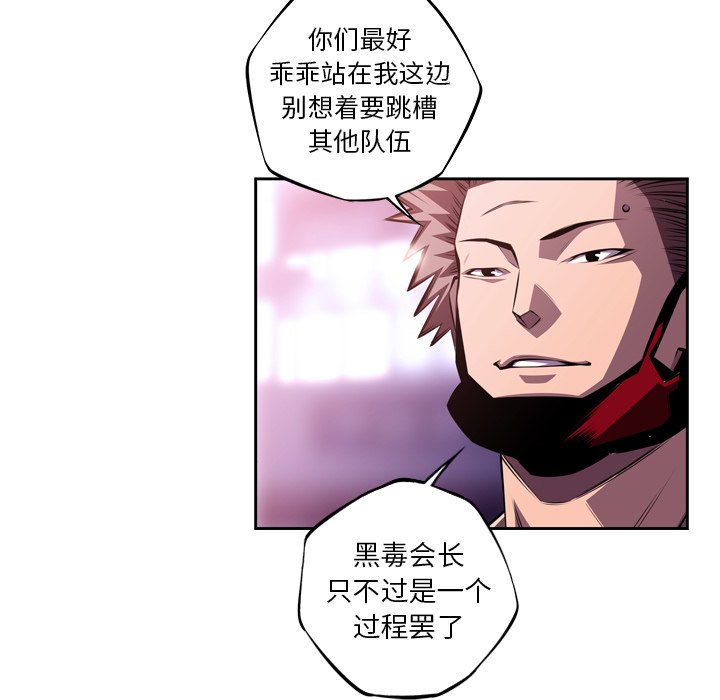 你们最好
乖乖站在我这边
别想着要跳槽
其他队伍
黑毒会长
只不过是一个
过程罢了